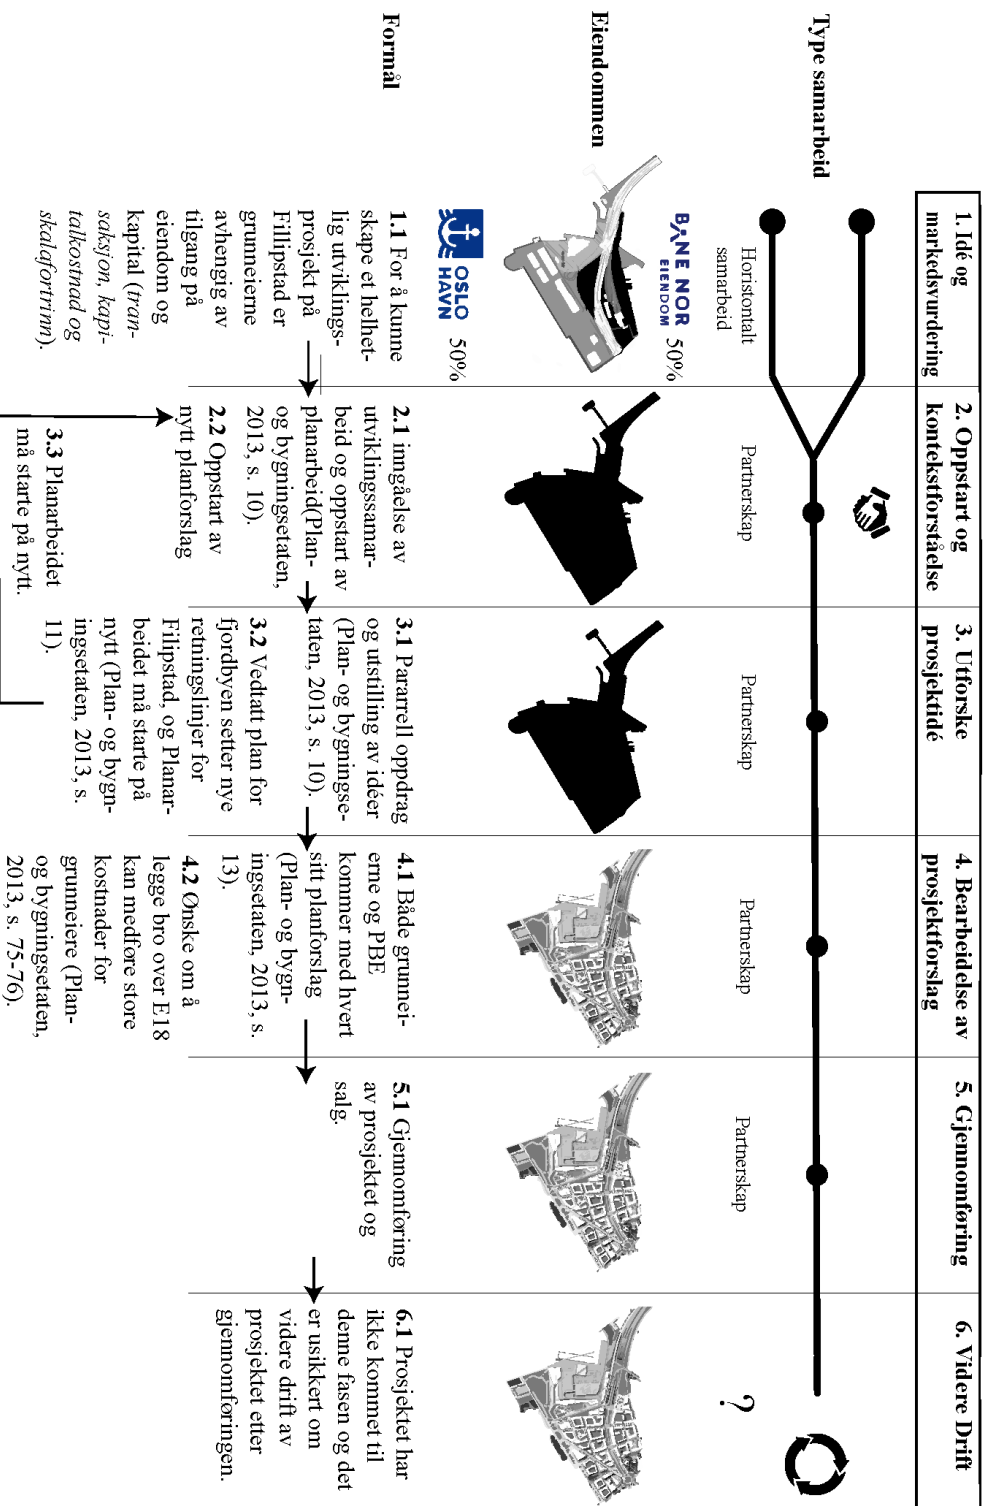 1. Idé og
markedsvurdering
2. Oppstart og
kontekstforståelse
3. Utforske
prosjektidé
4. Bearbeidelse av
prosjektforslag
5. Gjennomføring
6. Videre Drift
Type samarbeid
Horistontalt
samarbeid
Partnerskap
Partnerskap
Partnerskap
Partnerskap
?
Eiendommen
BANE NOR
EIENDOM
50%
OSLO
HAVN
50%
Formål
1.1 For å kunne
skape et helhet-
lig utviklings-
prosjekt på
Fillipstad er
grunneierne
avhengig av
tilgang på
eiendom og
kapital (tran-
saksjon, kapi-
talkostnad og
skalafortrinn).
2.1 inngåelse av
utviklingssamar-
beid og oppstart av
planarbeid(Plan-
og bygningsetaten,
2013, s. 10).
2.2 Oppstart av
nytt planforslag
3.3 Planarbeidet
må starte på nytt.
3.1 Pararrell oppdrag
og utstilling av idéer
(Plan- og bygningse-
taten, 2013, s. 10).
3.2 Vedtatt plan for
fjordbyen setter nye
retningslinjer for
Filipstad, og Planar-
beidet må starte på
nytt (Plan- og bygn-
ingsetaten, 2013, s.
11).
4.1 Både grunnei-
erne og PBE
kommer med hvert
sitt planforslag
(Plan- og bygn-
ingsetaten, 2013, s.
13).
4.2 Ønske om å
legge bro over E18
kan medføre store
kostnader for
grunneiere (Plan-
og bygningsetaten,
2013, s. 75-76).
5.1 Gjennomføring
av prosjektet og
salg.
6.1 Prosjektet har
ikke kommet til
denne fasen og det
er usikkert om
videre drift av
prosjektet etter
gjennomføringen.